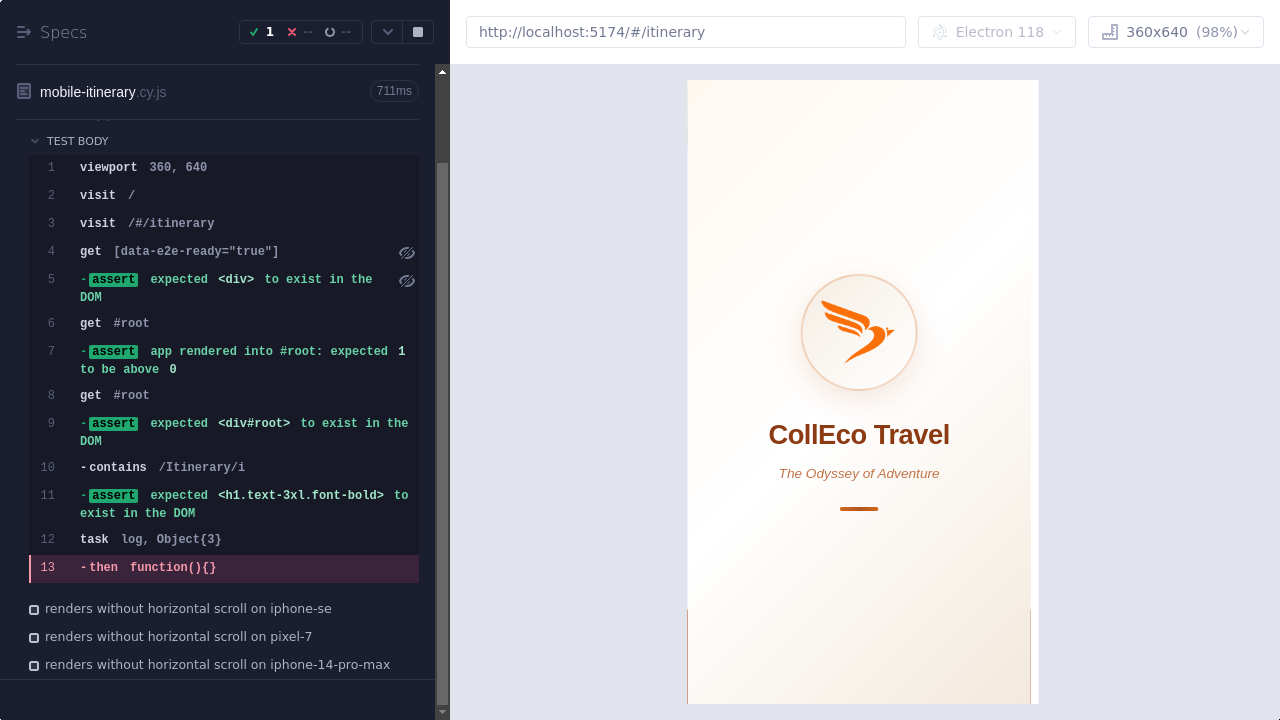 Specs
1 -- --
http://localhost:5174/#/itinerary
Electron 118
360x640 (98%)
mobile-itinerary.cy.js
711ms
TEST BODY
1 viewport 360, 640
2 visit /
3 visit /#/itinerary
4 get [data-e2e-ready="true"]
5 -assert expected <div> to exist in the
DOM
6 get #root
7 -assert app rendered into #root: expected 1
to be above 0
8 get #root
9 -assert expected <div#root> to exist in the
DOM
10 -contains /Itinerary/i
11 -assert expected <h1.text-3xl.font-bold> to
exist in the DOM
12 task log, Object{3}
13 -then function(){}
renders without horizontal scroll on iphone-se
renders without horizontal scroll on pixel-7
renders without horizontal scroll on iphone-14-pro-max
CollEco Travel
The Odyssey of Adventure